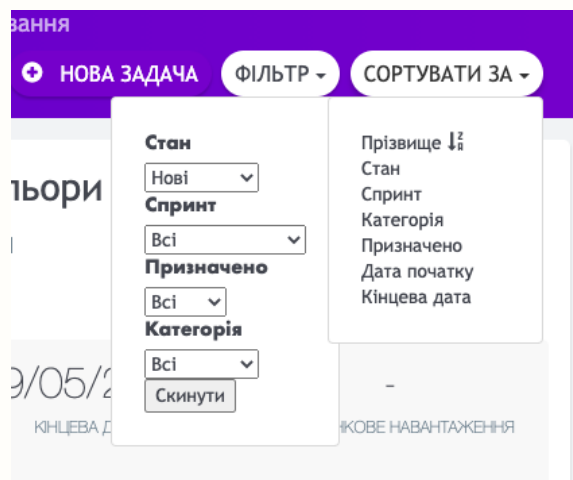 вання
НОВА ЗАДАЧА
ФІЛЬТР
СОРТУВАТИ ЗА
Стан
Нові
Спринт
Всі
Призначено
Всі
Категорія
Всі
Скинути
Прізвище
Стан
Спринт
Категорія
Призначено
Дата початку
Кінцева дата
льори
9/05/2
-
КІНЦЕВА Д
КОВЕ НАВАНТАЖЕННЯ